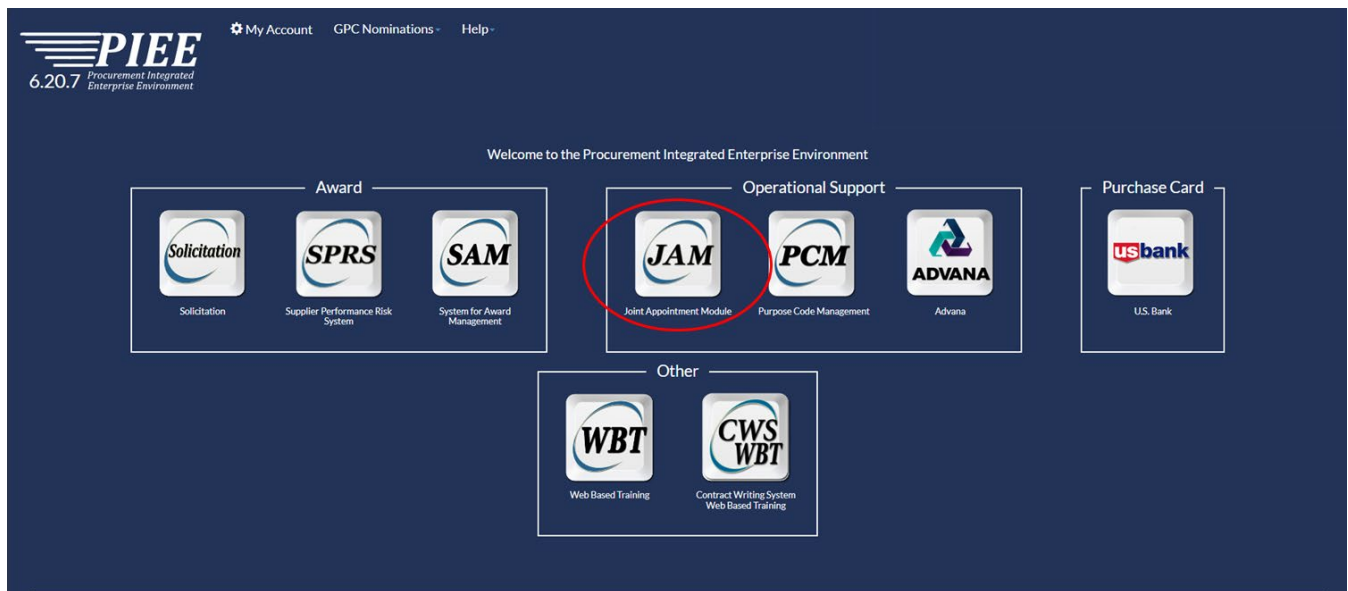 My Account GPC Nominations Help
PIEE
6.20.7 Procurement Integrated
Enterprise Environment
Welcome to the Procurement Integrated Enterprise Environment
Award
Solicitation
Solicitation
SPRS
Supplier Performance Risk
System
SAM
System for Award
Management
Operational Support
JAM
Joint Appointment Module
PCM
Purpose Code Management
ADVANA
Advana
Purchase Card
usbank
U.S. Bank
Other
WBT
Web Based Training
CWS
WBT
Contract Writing System
Web Based Training